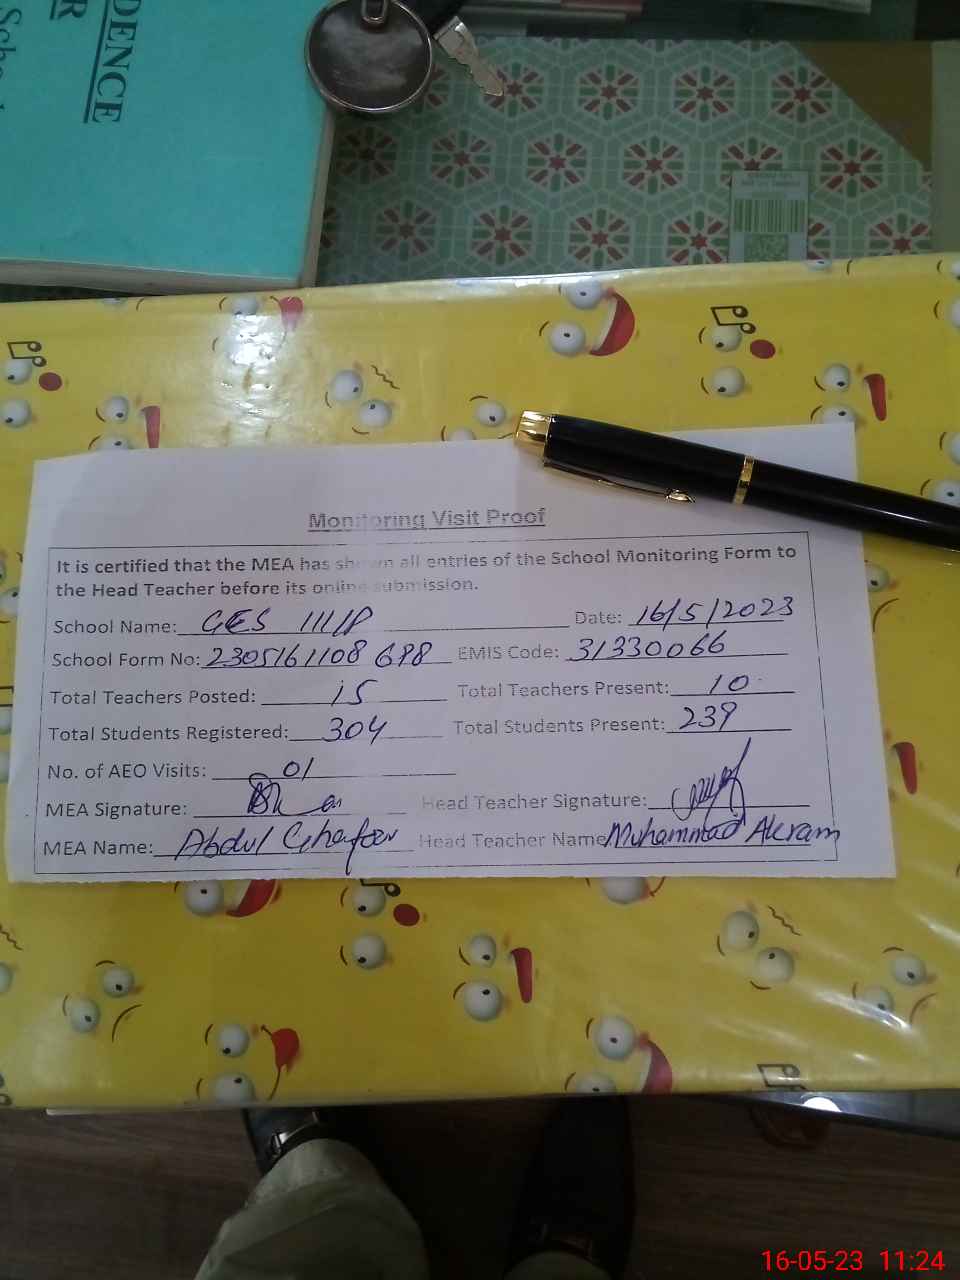 DENCE
R
Monitoring Visit Proof
It is certified that the MEA has shown all entries of the School Monitoring Form to
the Head Teacher before its online submission.
School Name: GES 111/P Date: 16/5/2023
School Form No: 2305161108 698 EMIS Code: 31330066
Total Teachers Posted: 15 Total Teachers Present: 10
Total Students Registered: 304 Total Students Present: 239
No. of AEO Visits: 01
MEA Signature: Head Teacher Signature:
MEA Name: Abdul Ghafoor Head Teacher Name Muhammad Akram
16-05-23 11:24